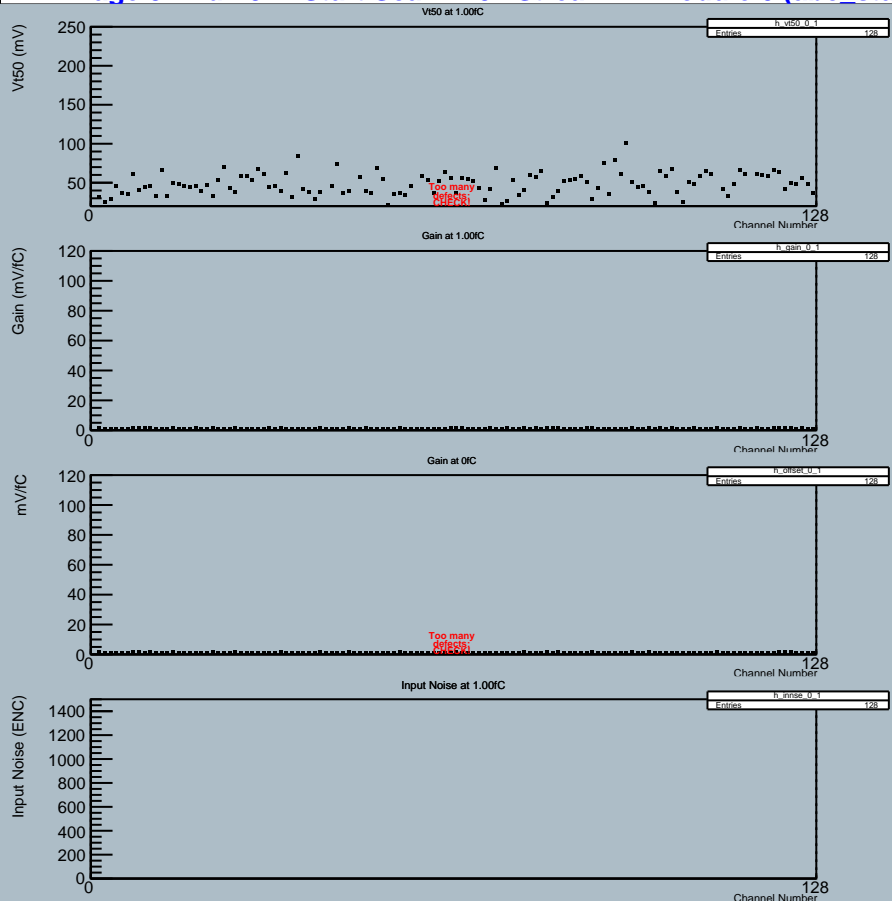 Vt50 at 1.00fC
h_vt50_0_1
Entries 128
Vt50 (mV)
250
200
150
100
50
0
128
Channel Number
Too many
defects:
CHECK!
Gain at 1.00fC
h_gain_0_1
Entries 128
Gain (mV/fC)
120
100
80
60
40
20
0
0
128
Channel Number
Gain at 0fC
h_offset_0_1
Entries 128
mV/fC
120
100
80
60
40
20
0
0
128
Channel Number
Too many
defects:
CHECK!
Input Noise at 1.00fC
h_innse_0_1
Entries 128
Input Noise (ENC)
1400
1200
1000
800
600
400
200
0
0
128
Channel Number